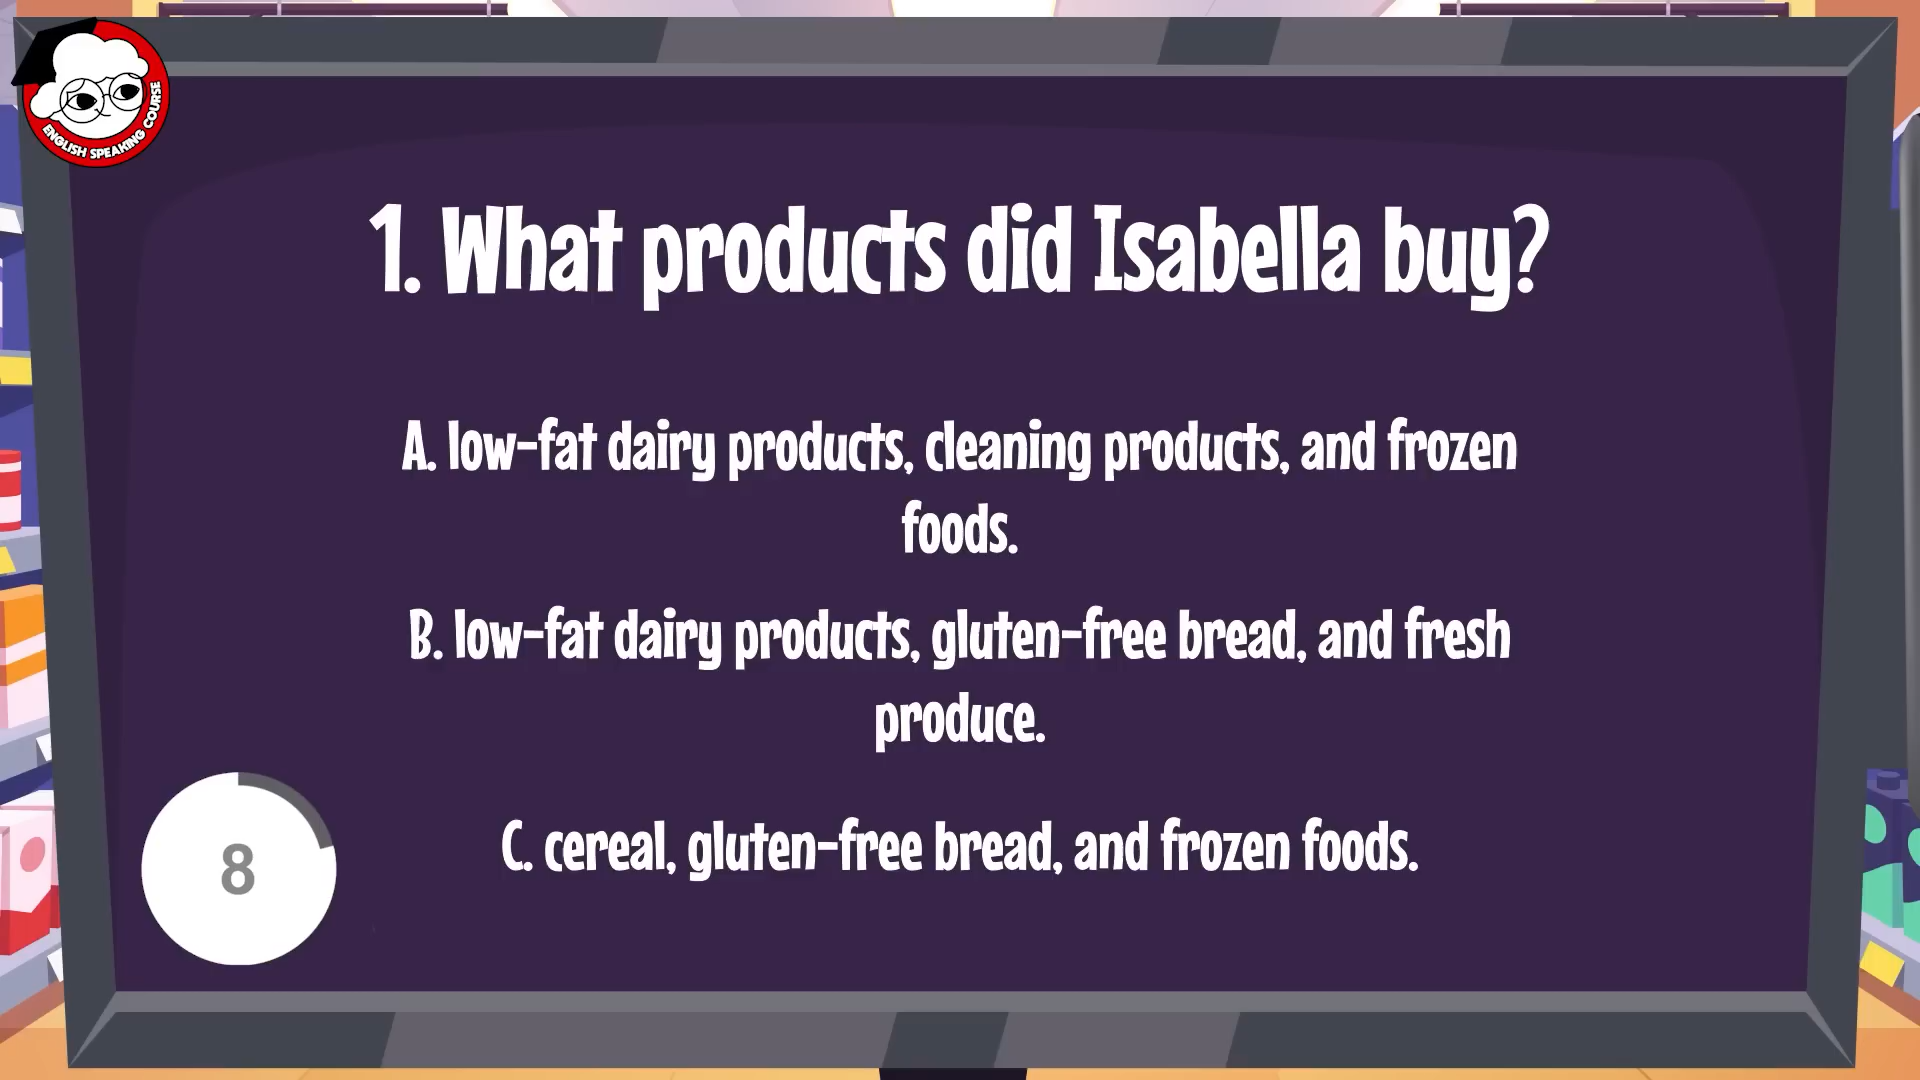 ENGLISH SPEAKING COURSE
1. What products did Isabella buy?
A. low-fat dairy products, cleaning products, and frozen
foods.
B. low-fat dairy products, gluten-free bread, and fresh
produce.
C. cereal, gluten-free bread, and frozen foods.
8